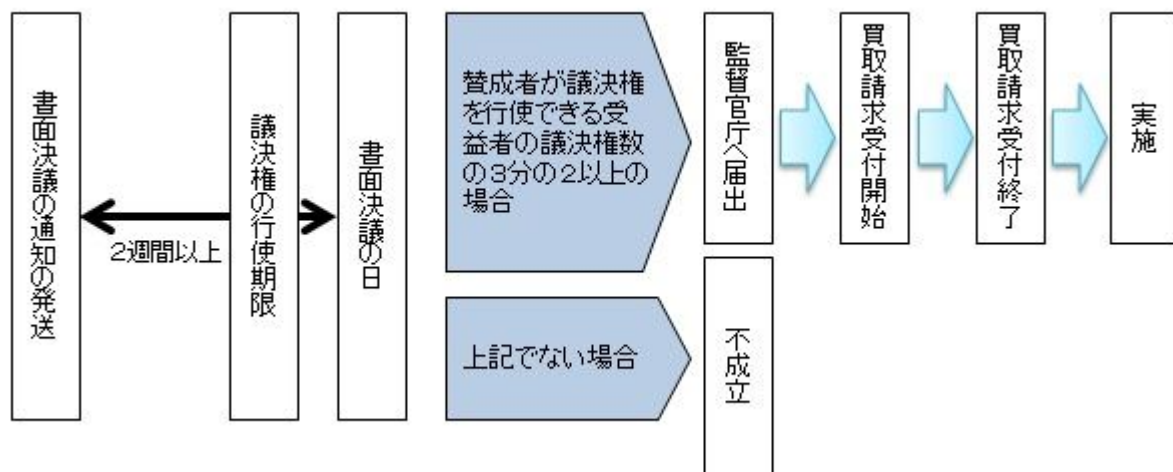 書面決議の通知の発送
2週間以上
議決権の行使期限
書面決議の日
賛成者が議決権
を行使できる受
益者の議決権数
の3分の2以上の
場合
上記でない場合
監督官庁へ届出
不成立
買取請求受付開始
買取請求受付終了
実施